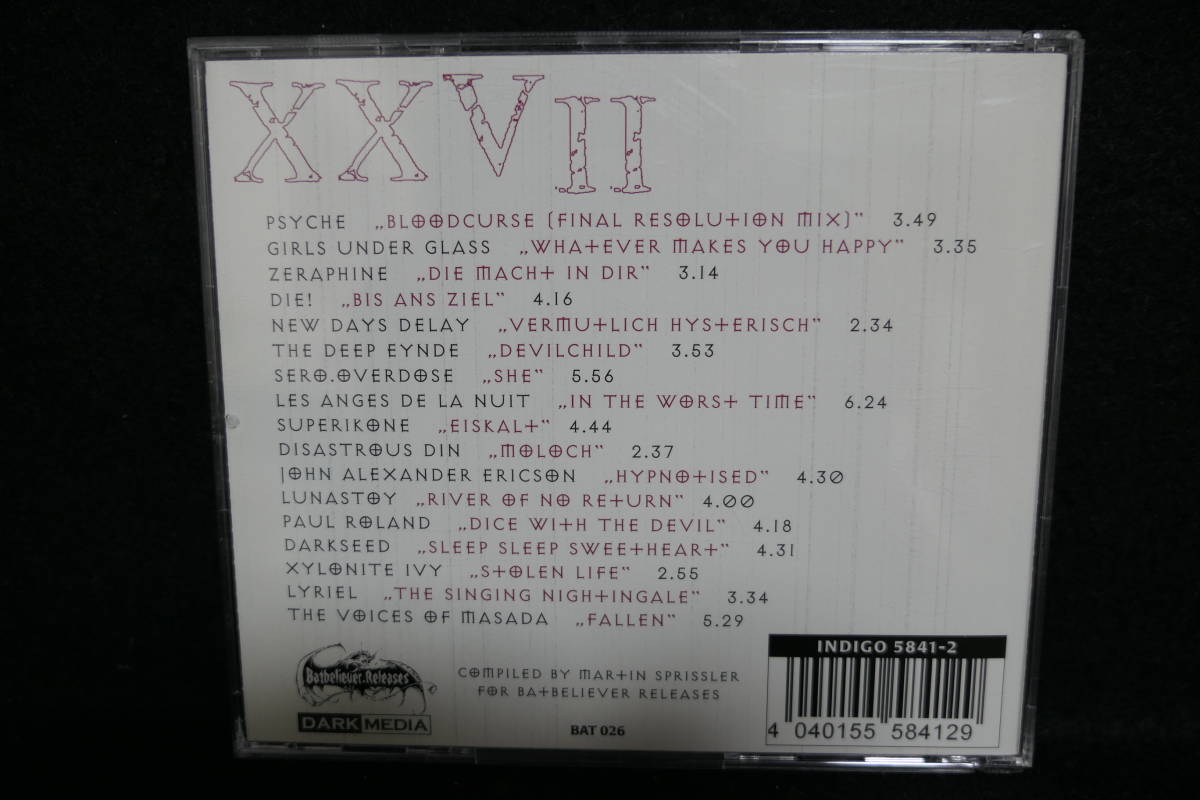 XXVII
PSYCHE „BLOODCURSE (FINAL RESOLUTION MIX)" 3.49
GIRLS UNDER GLASS „WHATEVER MAKES YOU HAPPY" 3.35
ZERAPHINE „DIE MACHT IN DIR" 3.14
DIE! „BIS ANS ZIEL" 4.16
NEW DAYS DELAY „VERMUTLICH HYSTERISCH" 2.34
THE DEEP EYNDE „DEVILCHILD" 3.53
SERO.OVERDOSE „SHE" 5.56
LES ANGES DE LA NUIT „IN THE WORST TIME" 6.24
SUPERIKONE „EISKALT" 4.44
DISASTROUS DIN „MOLOCH" 2.37
JOHN ALEXANDER ERICSON „HYPNOTISED" 4.30
LUNASTOY „RIVER OF NO RETURN" 4.00
PAUL ROLAND „DICE WITH THE DEVIL" 4.18
DARKSEED „SLEEP SLEEP SWEETHEART" 4.31
XYLONITE IVY „STOLEN LIFE" 2.55
LYRIEL „THE SINGING NIGHTINGALE" 3.34
THE VOICES OF MASADA „FALLEN" 5.29
Batbeliever.Releases
DARK MEDIA
COMPILED BY MARTIN SPRISSLER
FOR BATBELIEVER RELEASES
BAT 026
INDIGO 5841-2
4 040155 584129